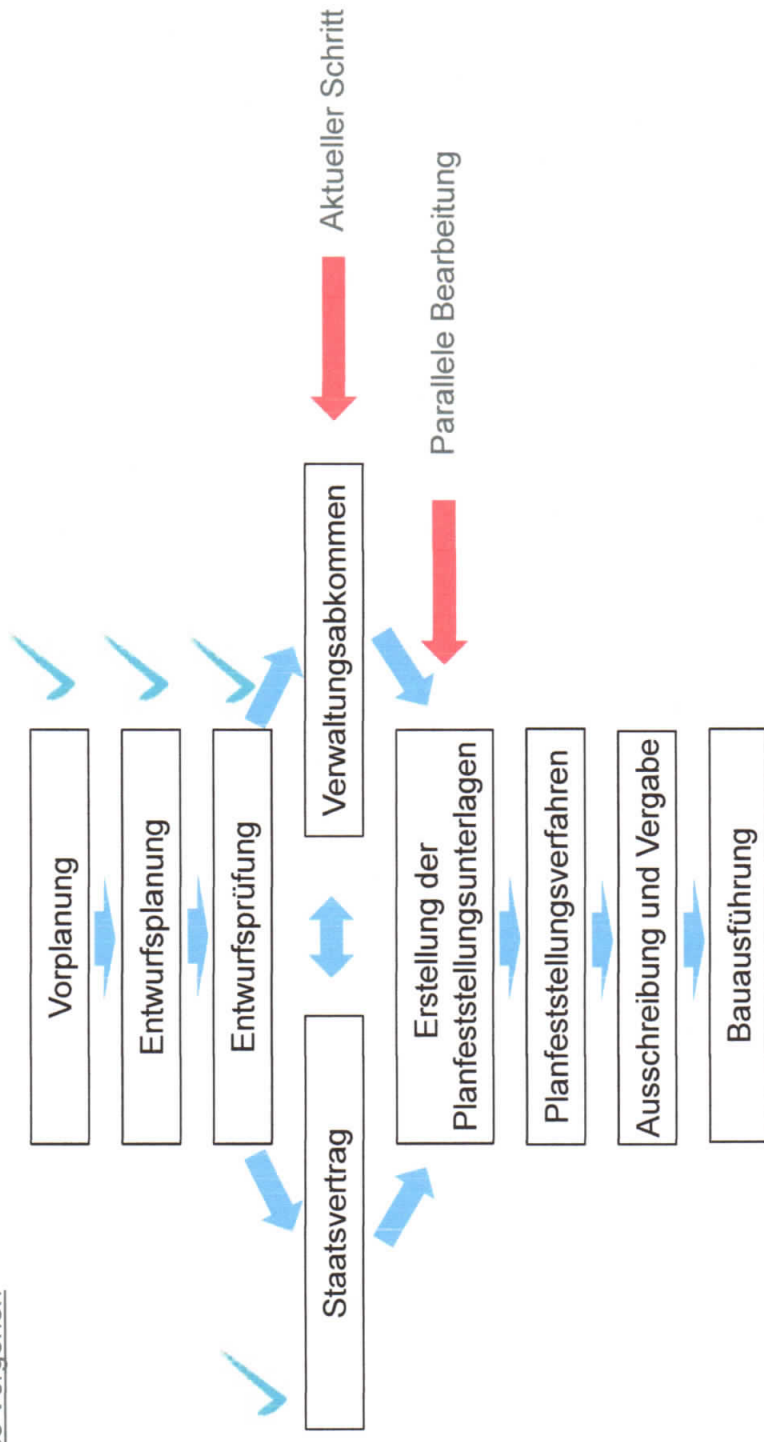 Vorplanung
Entwurfsplanung
Entwurfsprüfung
Staatsvertrag
Verwaltungsabkommen
Aktueller Schritt
Erstellung der
Planfeststellungsunterlagen
Parallele Bearbeitung
Planfeststellungsverfahren
Ausschreibung und Vergabe
Bauausführung